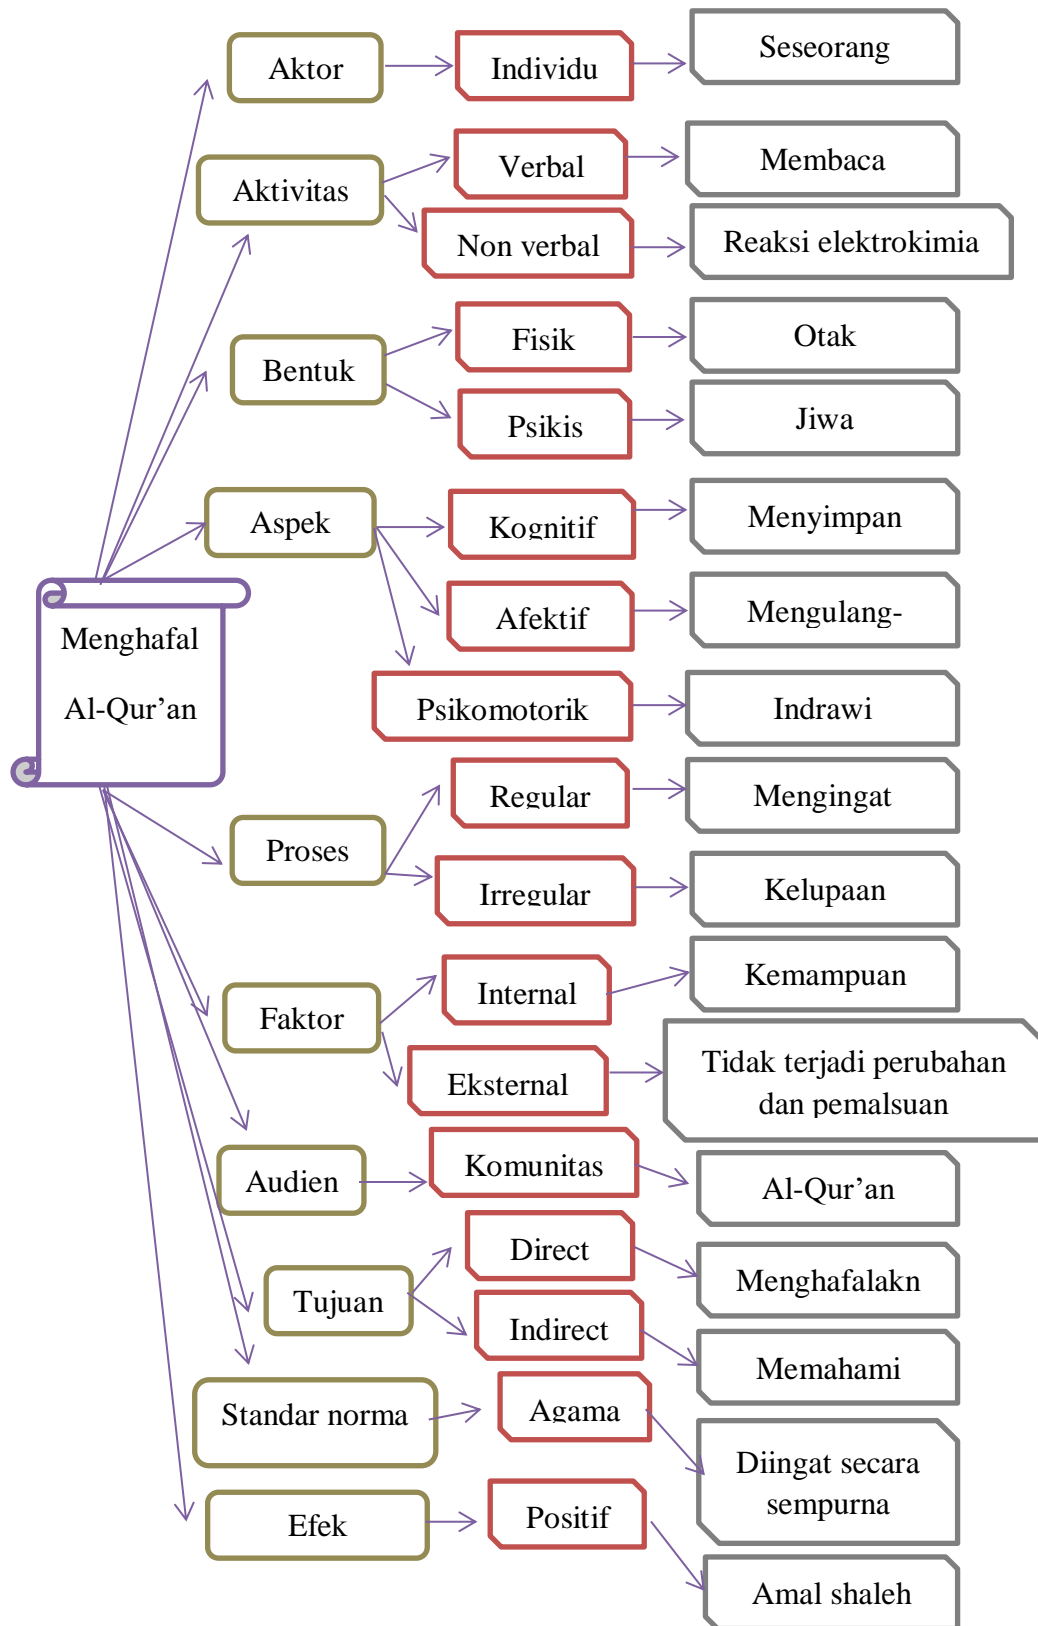 Aktor
Individu
Seseorang
Aktivitas
Verbal
Membaca
Non verbal
Reaksi elektrokimia
Bentuk
Fisik
Otak
Psikis
Jiwa
Aspek
Kognitif
Menyimpan
Afektif
Mengulang-
Psikomotorik
Indrawi
Menghafal
Al-Qur’an
Proses
Regular
Mengingat
Irregular
Kelupaan
Faktor
Internal
Kemampuan
Eksternal
Tidak terjadi perubahan
dan pemalsuan
Audien
Komunitas
Al-Qur’an
Tujuan
Direct
Menghafalakn
Indirect
Memahami
Standar norma
Agama
Diingat secara
sempurna
Efek
Positif
Amal shaleh